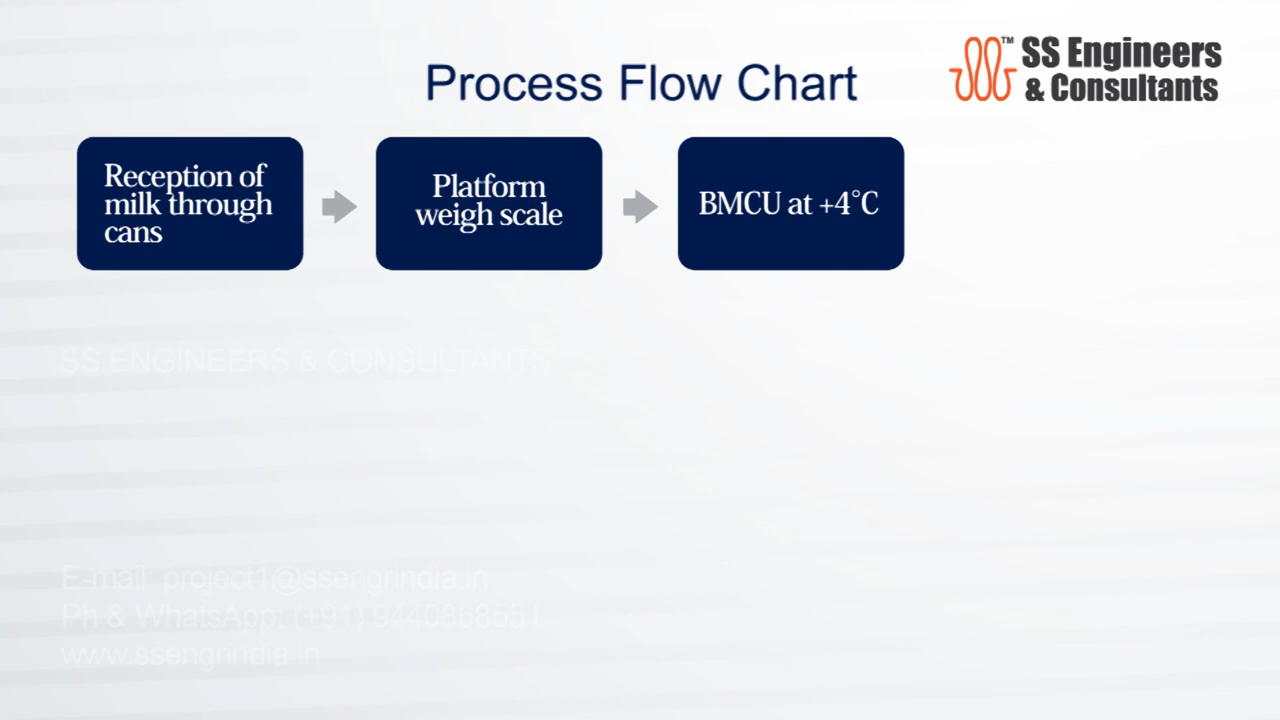 Process Flow Chart
TM
SS Engineers
& Consultants
Reception of
milk through
cans
Platform
weigh scale
BMCU at +4°C
SS ENGINEERS & CONSULTANTS
E-mail: project1@ssengrindia.in
Ph & WhatsApp: (+91) 9440868551
www.ssengrindia.in